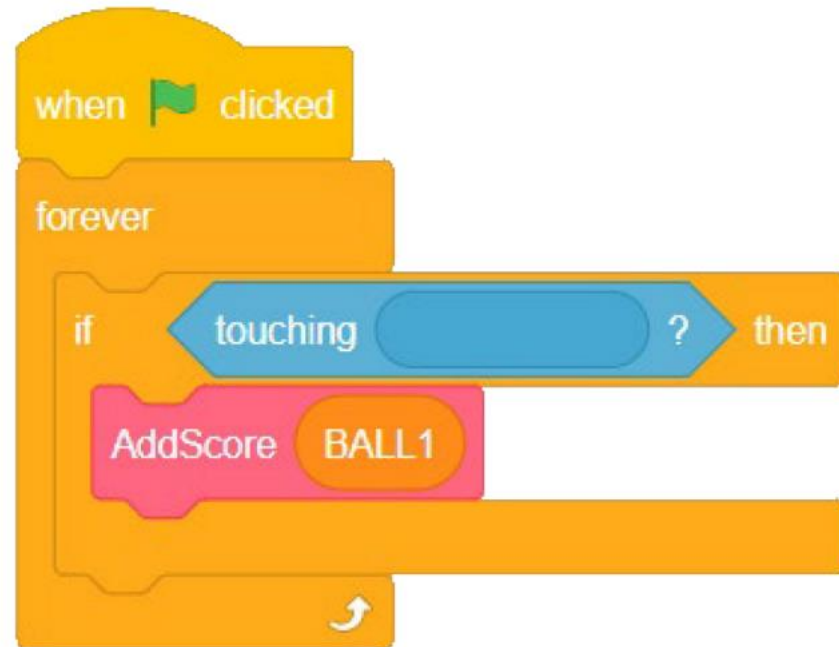 when clicked
forever
if touching ? then
AddScore BALL1